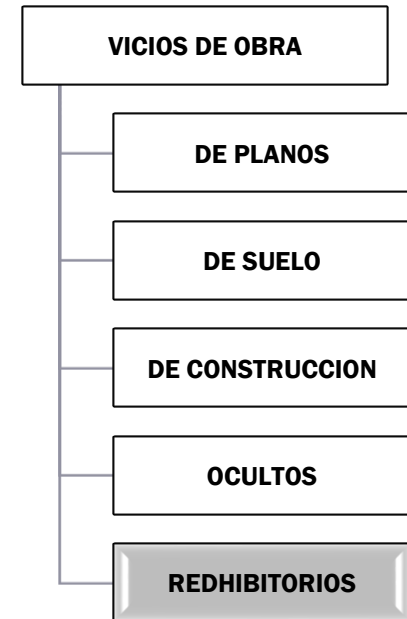 VICIOS DE OBRA
DE PLANOS
DE SUELO
DE CONSTRUCCION
OCULTOS
REDHIBITORIOS